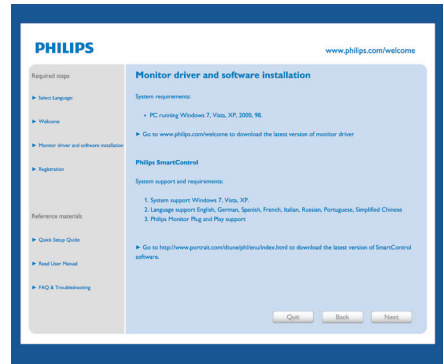 PHILIPS
www.philips.com/welcome
Required steps
► Select Language
► Welcome
► Monitor driver and software installation
► Registration
Reference materials
► Quick Setup Guide
► Read User Manual
► FAQ & Troubleshooting
Monitor driver and software installation
System requirements:
• PC running Windows 7, Vista, XP, 2000, 98.
► Go to www.philips.com/welcome to download the latest version of monitor driver
Philips SmartControl
System support and requirements:
1. System support Windows 7, Vista, XP.
2. Language support English, German, Spanish, French, Italian, Russian, Portuguese, Simplified Chinese
3. Philips Monitor Plug and Play support
► Go to http://www.portrait.com/dtune/phl/enu/index.html to download the latest version of SmartControl
software.
Quit
Back
Next